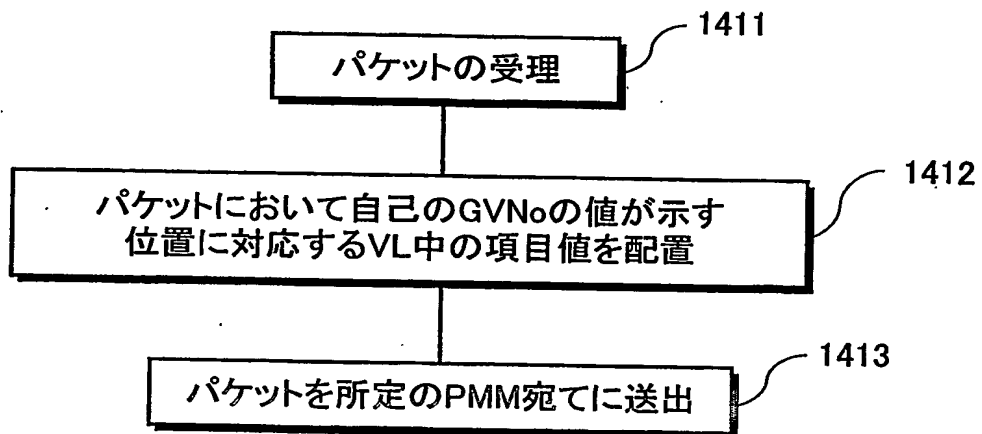 1411
パケットの受理
1412
パケットにおいて自己のGVNoの値が示す
位置に対応するVL中の項目値を配置
1413
パケットを所定のPMM宛てに送出